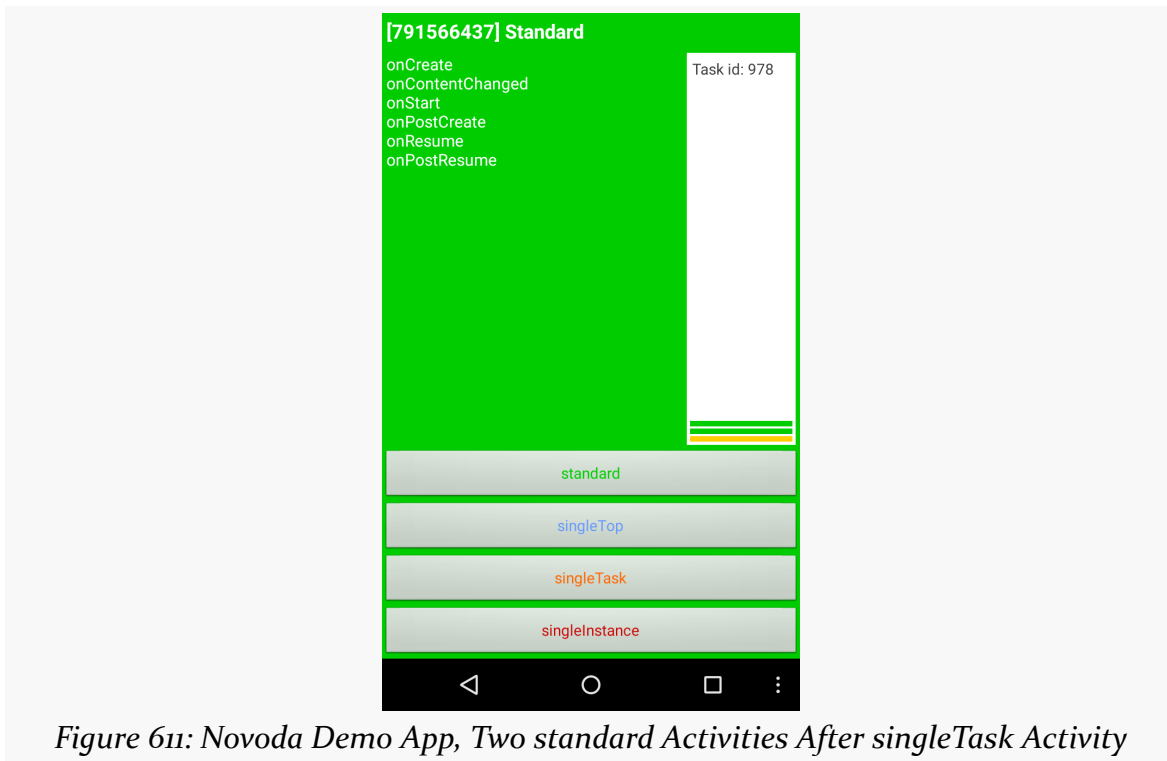 [791566437] Standard
onCreate
onContentChanged
onStart
onPostCreate
onResume
onPostResume
Task id: 978
standard
singleTop
singleTask
singleInstance
Figure 611: Novoda Demo App, Two standard Activities After singleTask Activity